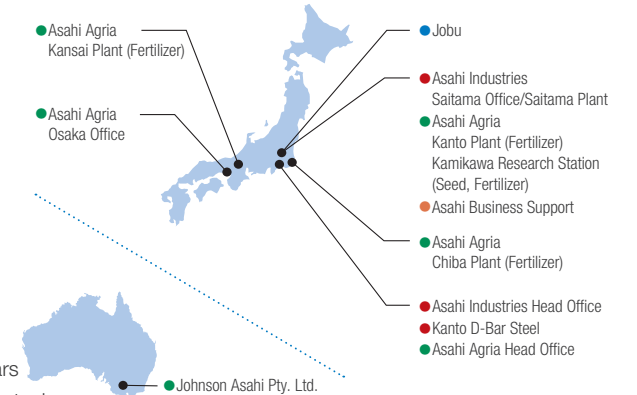 Asahi Agria
Kansai Plant (Fertilizer)
Asahi Agria
Osaka Office
Jobu
Asahi Industries
Saitama Office/Saitama Plant
Asahi Agria
Kanto Plant (Fertilizer)
Kamikawa Research Station
(Seed, Fertilizer)
Asahi Business Support
Asahi Agria
Chiba Plant (Fertilizer)
Asahi Industries Head Office
Kanto D-Bar Steel
Asahi Agria Head Office
Johnson Asahi Pty. Ltd.